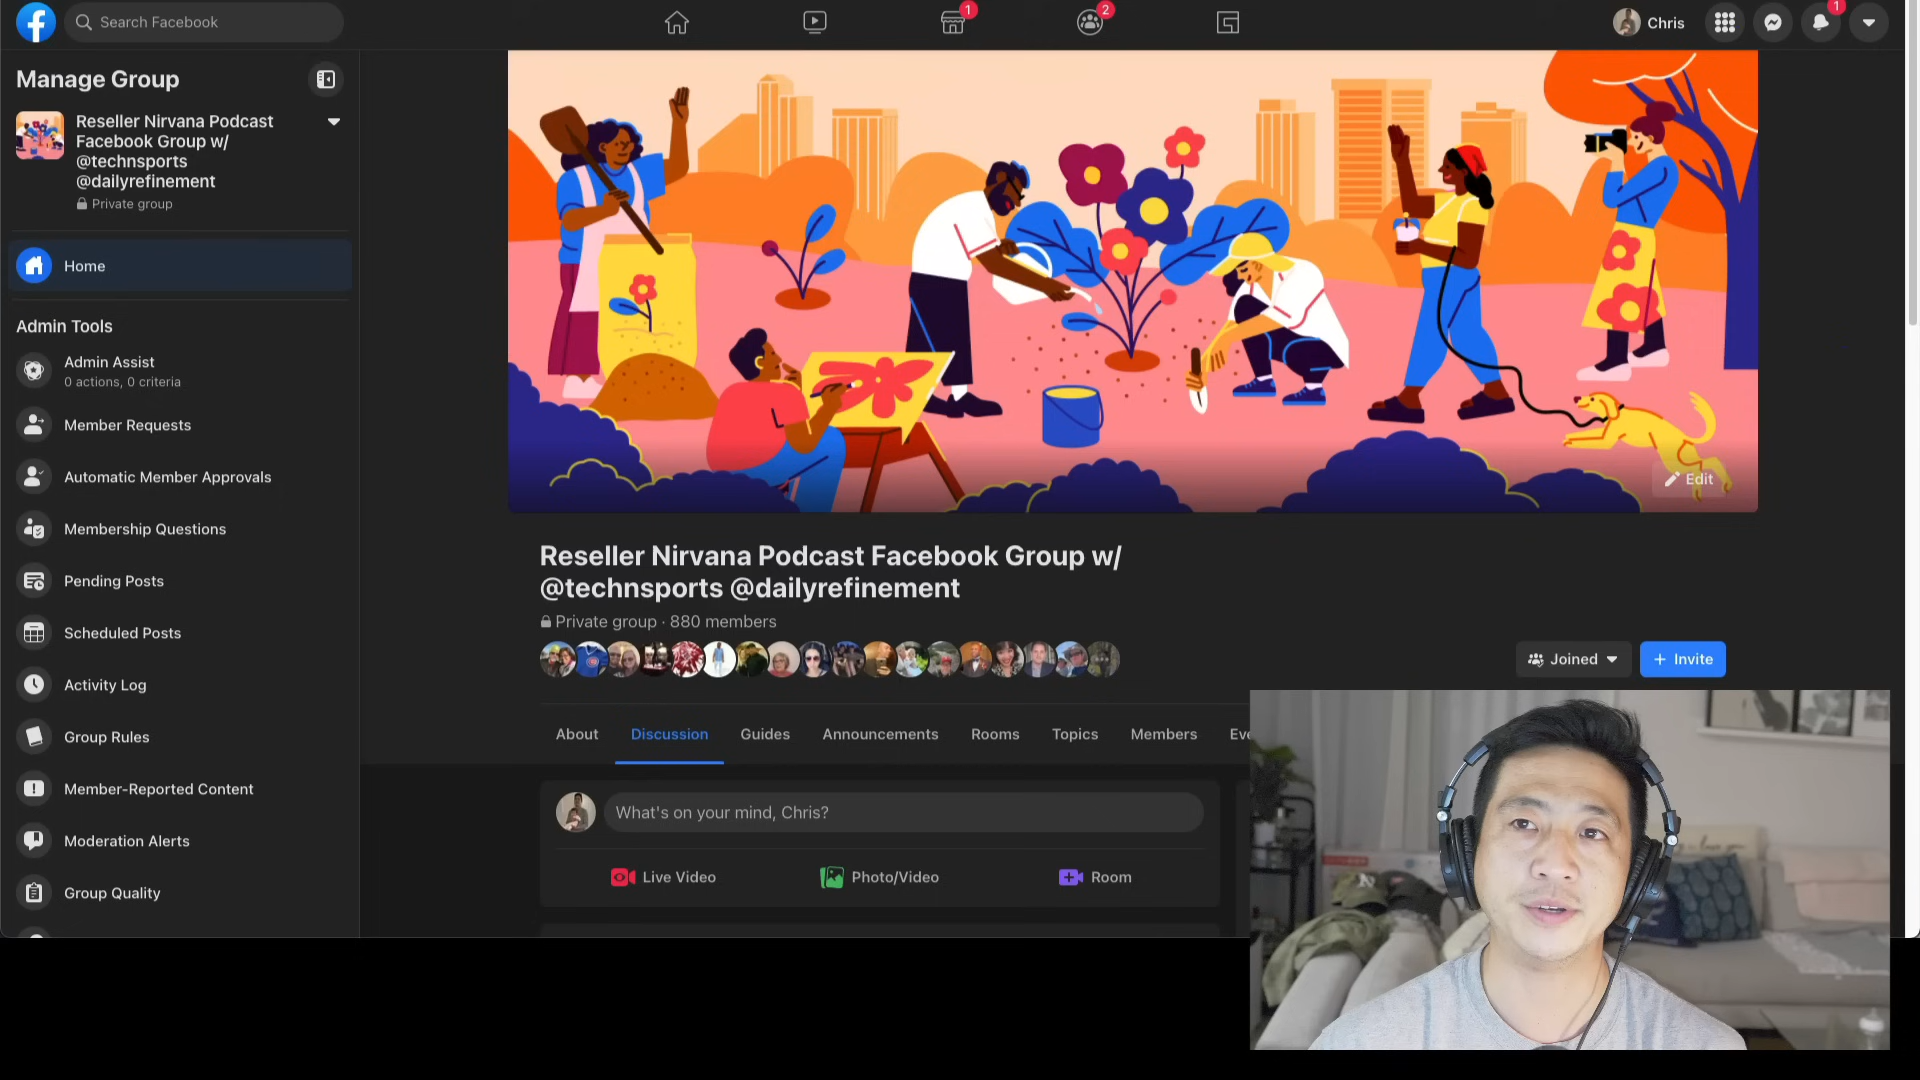 Search Facebook
1
2
Chris
1
Manage Group
Reseller Nirvana Podcast
Facebook Group w/
@technsports
@dailyrefinement
Private group
Home
Admin Tools
Admin Assist
0 actions, 0 criteria
Member Requests
Automatic Member Approvals
Membership Questions
Pending Posts
Scheduled Posts
Activity Log
Group Rules
Member-Reported Content
Moderation Alerts
Group Quality
Edit
Reseller Nirvana Podcast Facebook Group w/
@technsports @dailyrefinement
Private group · 880 members
Joined
+ Invite
About
Discussion
Guides
Announcements
Rooms
Topics
Members
Eve
What's on your mind, Chris?
Live Video
Photo/Video
Room